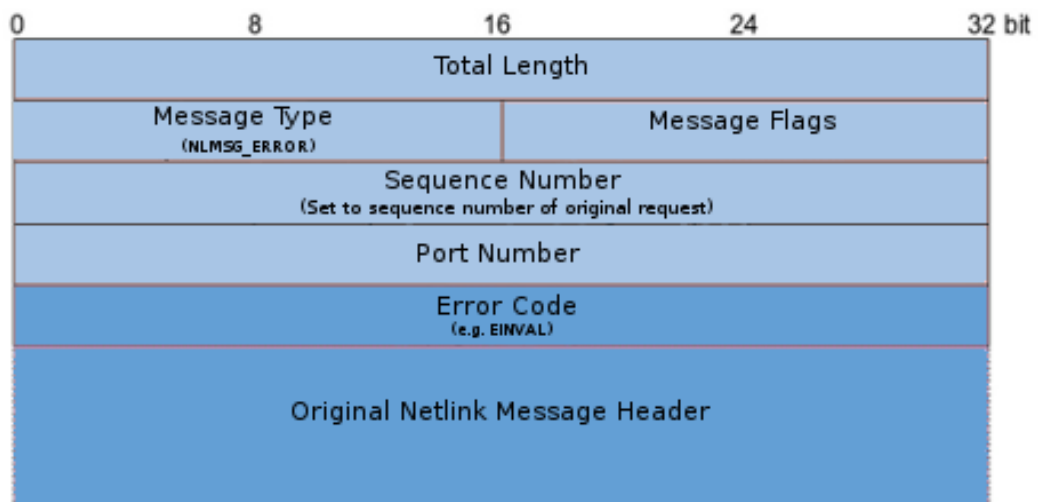 0 8 16 24 32 bit
Total Length
Message Type Message Flags
(NLMSG_ERROR)
Sequence Number
(Set to sequence number of original request)
Port Number
Error Code
(e.g. EINVAL)
Original Netlink Message Header